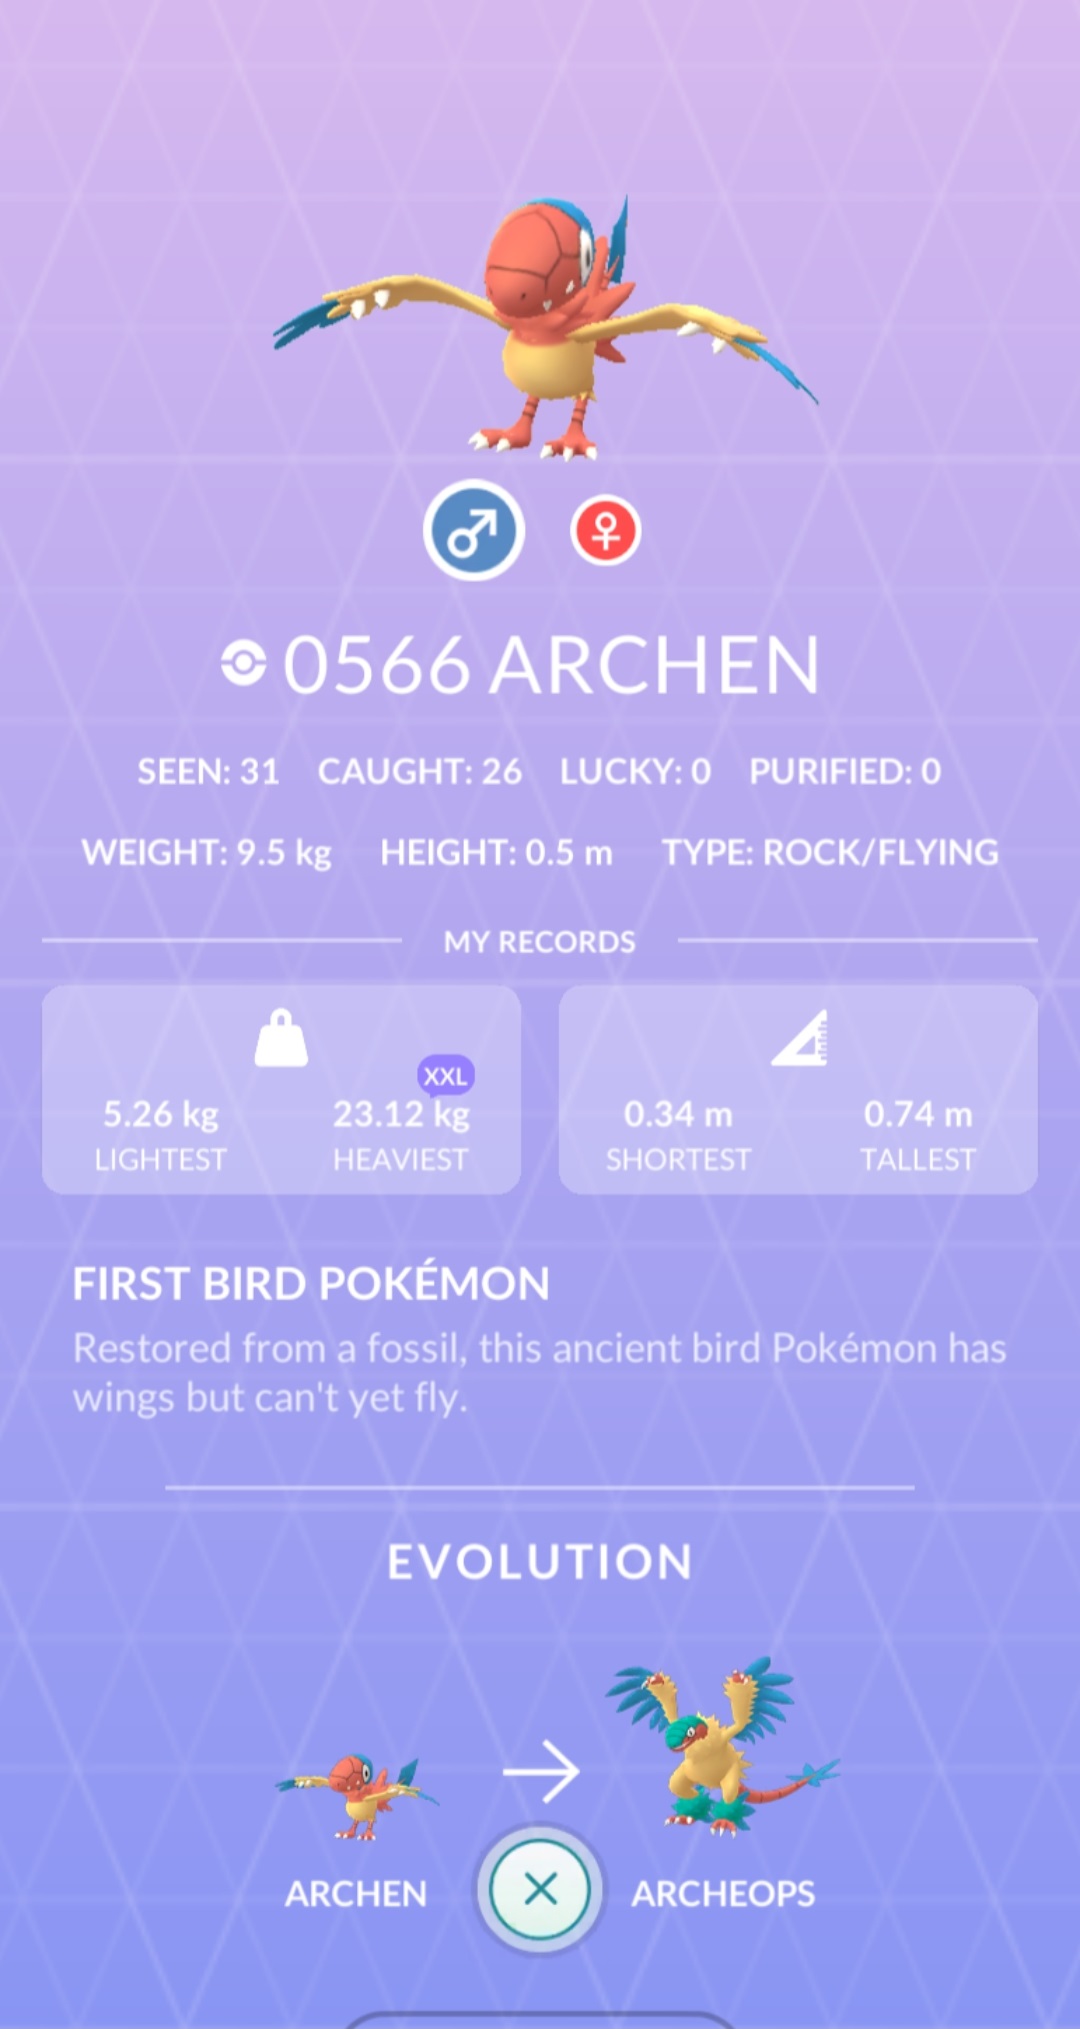 0566 ARCHEN
SEEN: 31 CAUGHT: 26 LUCKY: 0 PURIFIED: 0
WEIGHT: 9.5 kg HEIGHT: 0.5 m TYPE: ROCK/FLYING
MY RECORDS
XXL
5.26 kg 23.12 kg 0.34 m 0.74 m
LIGHTEST HEAVIEST SHORTEST TALLEST
FIRST BIRD POKÉMON
Restored from a fossil, this ancient bird Pokémon has
wings but can't yet fly.
EVOLUTION
ARCHEN ARCHEOPS